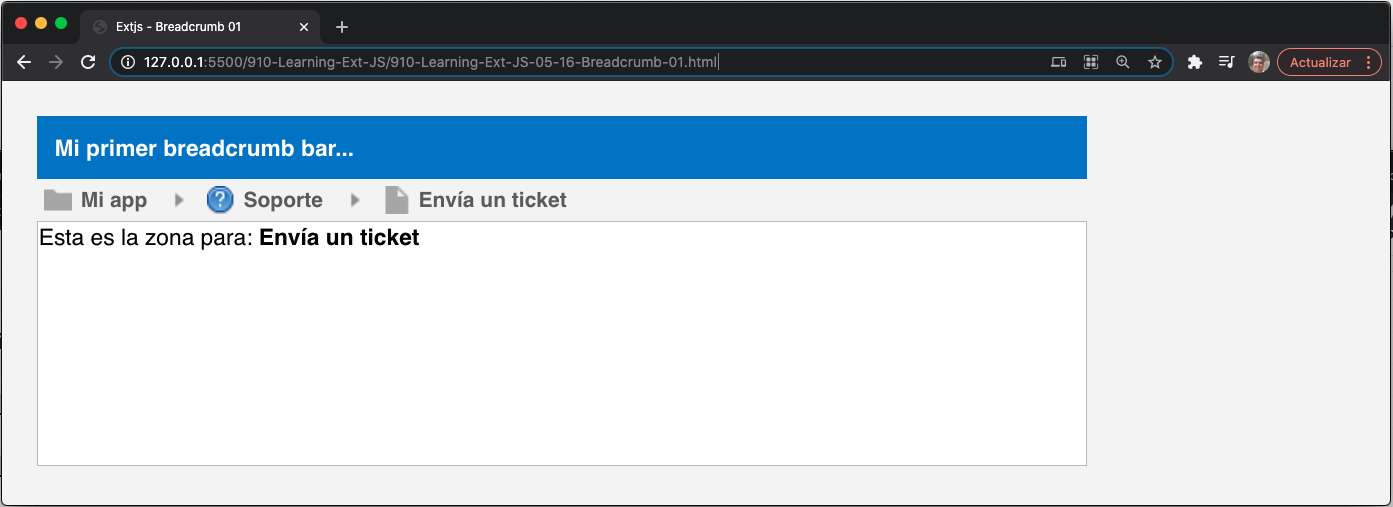 Extjs - Breadcrumb 01
127.0.0.1:5500/910-Learning-Ext-JS/910-Learning-Ext-JS-05-16-Breadcrumb-01.html
Actualizar
Mi primer breadcrumb bar...
Mi app Soporte Envía un ticket
Esta es la zona para: Envía un ticket